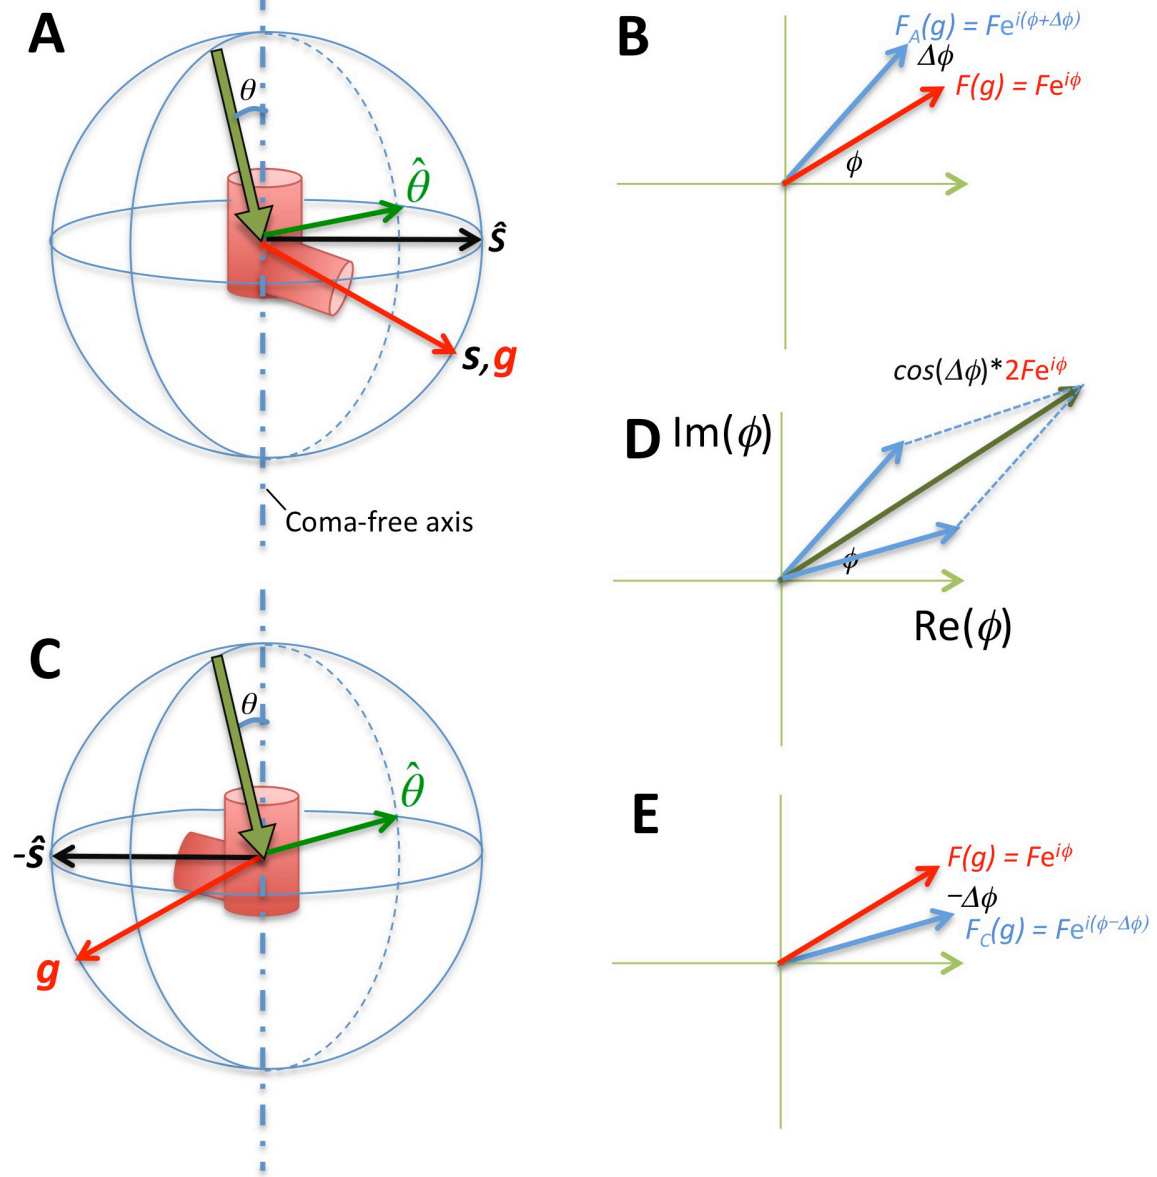 A
θ
θ̂
ŝ
s,g
Coma-free axis
B
F_A(g) = Fe^{i(ϕ+Δϕ)}
Δϕ
F(g) = Fe^{iϕ}
ϕ
cos(Δϕ)*2Fe^{iϕ}
D
Im(ϕ)
ϕ
Re(ϕ)
C
θ
θ̂
-ŝ
g
E
F(g) = Fe^{iϕ}
−Δϕ
F_C(g) = Fe^{i(ϕ−Δϕ)}